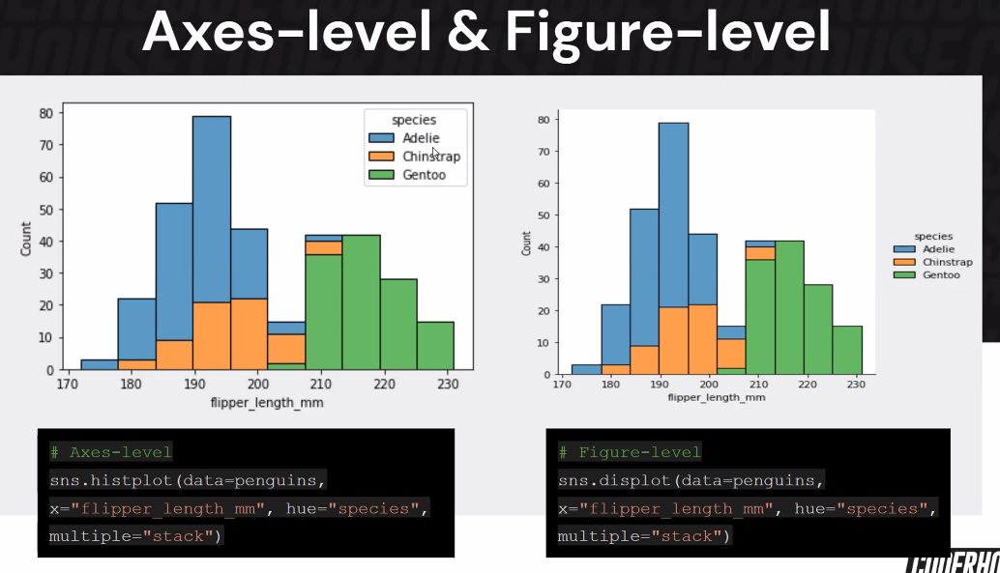 Axes-level & Figure-level
80
70
60
50
40
30
20
10
0
Count
170
180
190
200
210
220
230
flipper_length_mm
species
Adelie
Chinstrap
Gentoo
80
70
60
50
40
30
20
10
0
Count
170
180
190
200
210
220
230
flipper_length_mm
species
Adelie
Chinstrap
Gentoo
# Axes-level
sns.histplot(data=penguins,
x="flipper_length_mm", hue="species",
multiple="stack")
# Figure-level
sns.displot(data=penguins,
x="flipper_length_mm", hue="species",
multiple="stack")